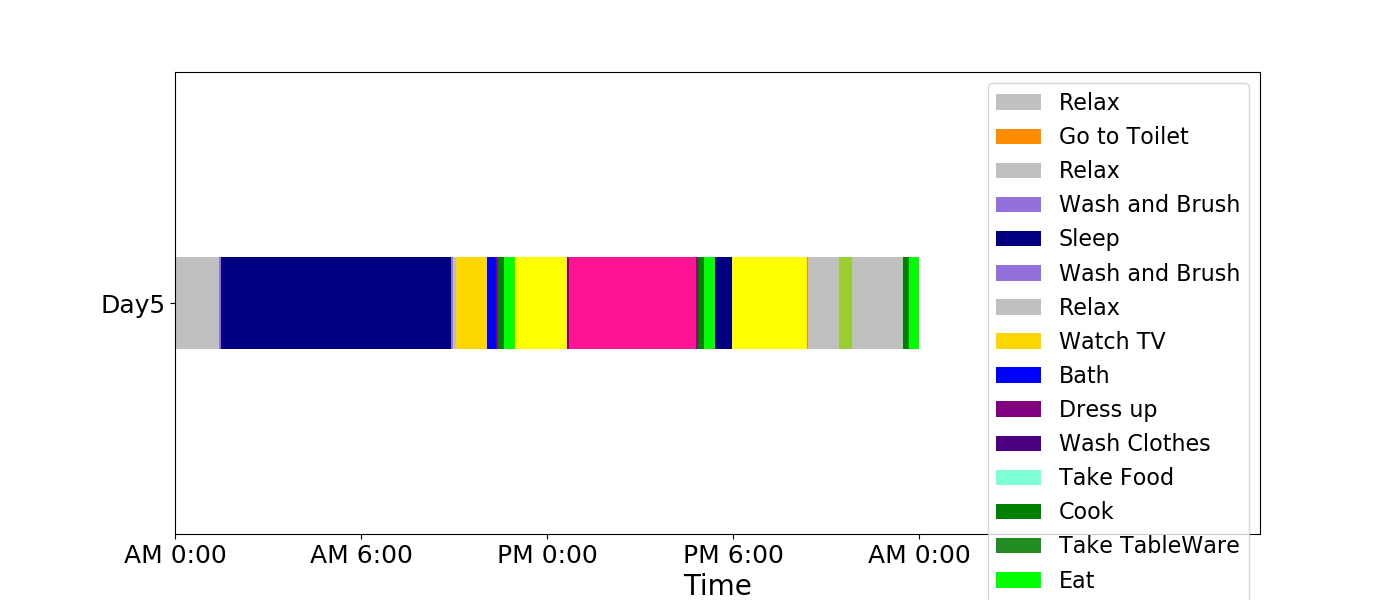 Day5
AM 0:00
AM 6:00
PM 0:00
PM 6:00
AM 0:00
Time
Relax
Go to Toilet
Relax
Wash and Brush
Sleep
Wash and Brush
Relax
Watch TV
Bath
Dress up
Wash Clothes
Take Food
Cook
Take TableWare
Eat